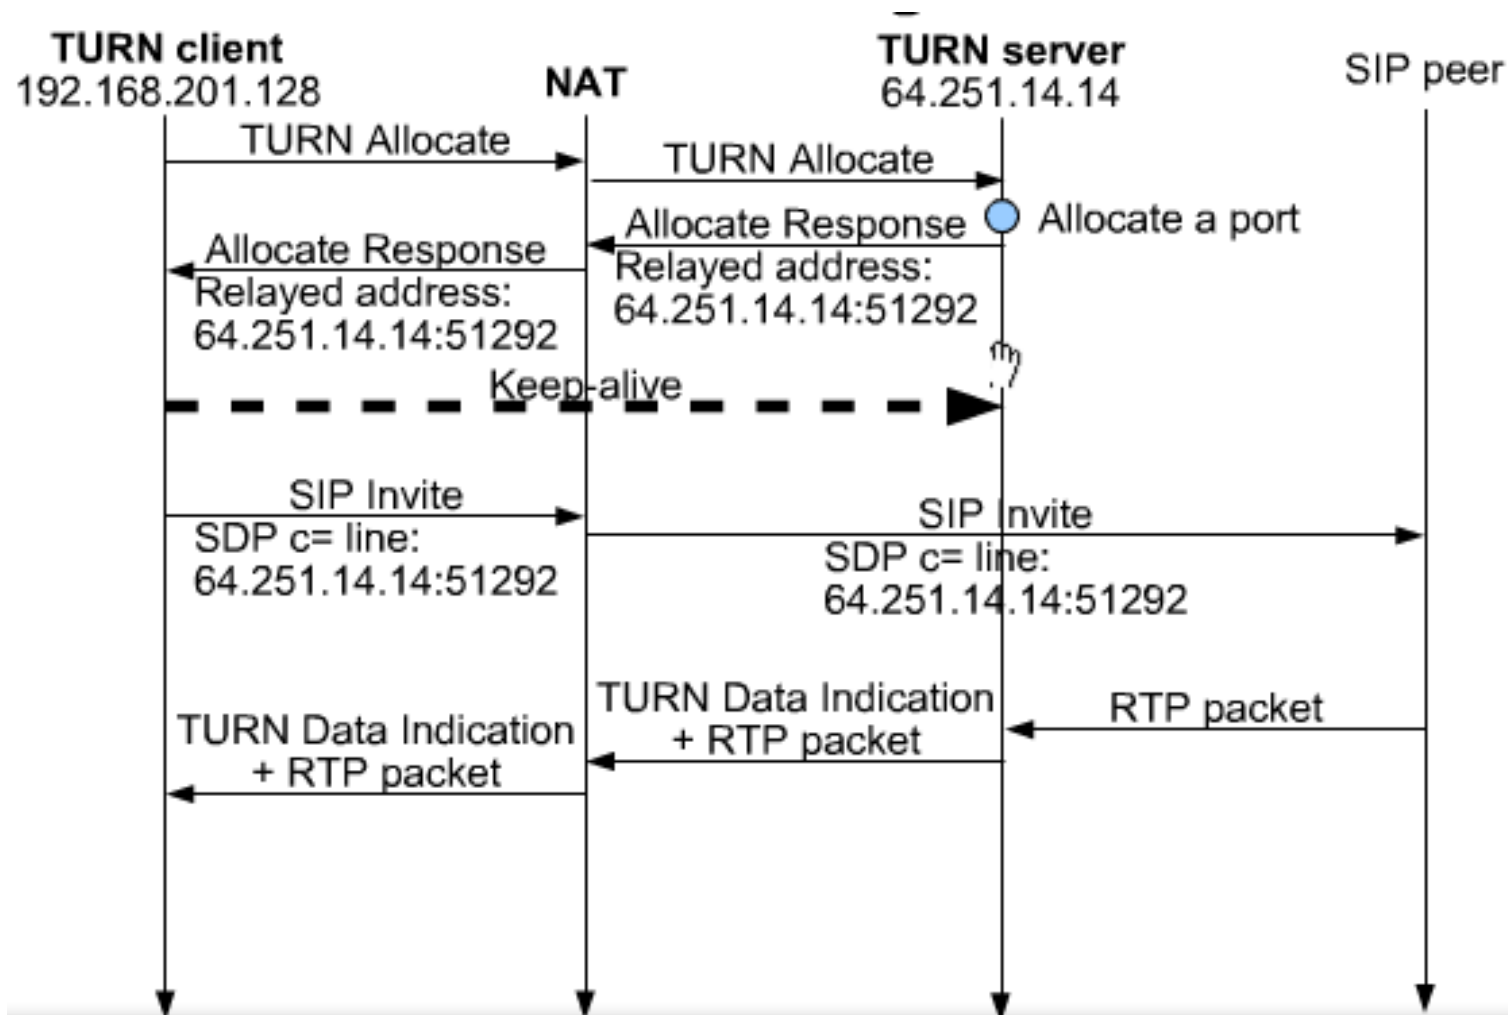 TURN client
192.168.201.128
NAT
TURN server
64.251.14.14
SIP peer
TURN Allocate
TURN Allocate
Allocate a port
Allocate Response
Relayed address:
64.251.14.14:51292
Allocate Response
Relayed address:
64.251.14.14:51292
Keep-alive
SIP Invite
SDP c= line:
64.251.14.14:51292
SIP Invite
SDP c= line:
64.251.14.14:51292
RTP packet
TURN Data Indication
+ RTP packet
TURN Data Indication
+ RTP packet